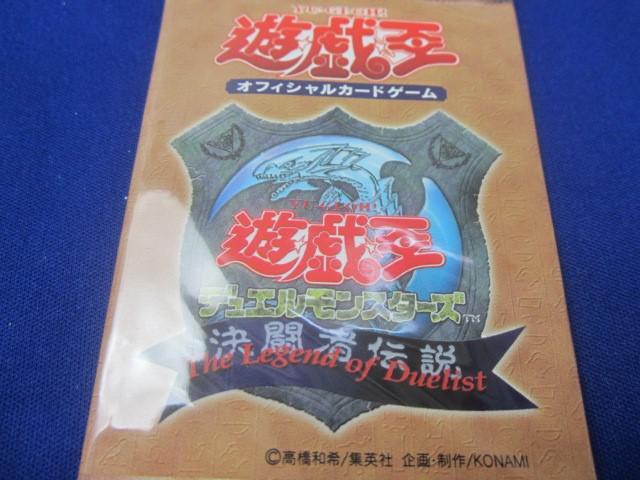 YU-GI-OH!
遊☆戯☆王
オフィシャルカードゲーム
YU-GI-OH!
遊☆戯☆王
デュエルモンスターズ™
決闘者伝説
The Legend of Duelist
©高橋和希/集英社 企画・制作/KONAMI